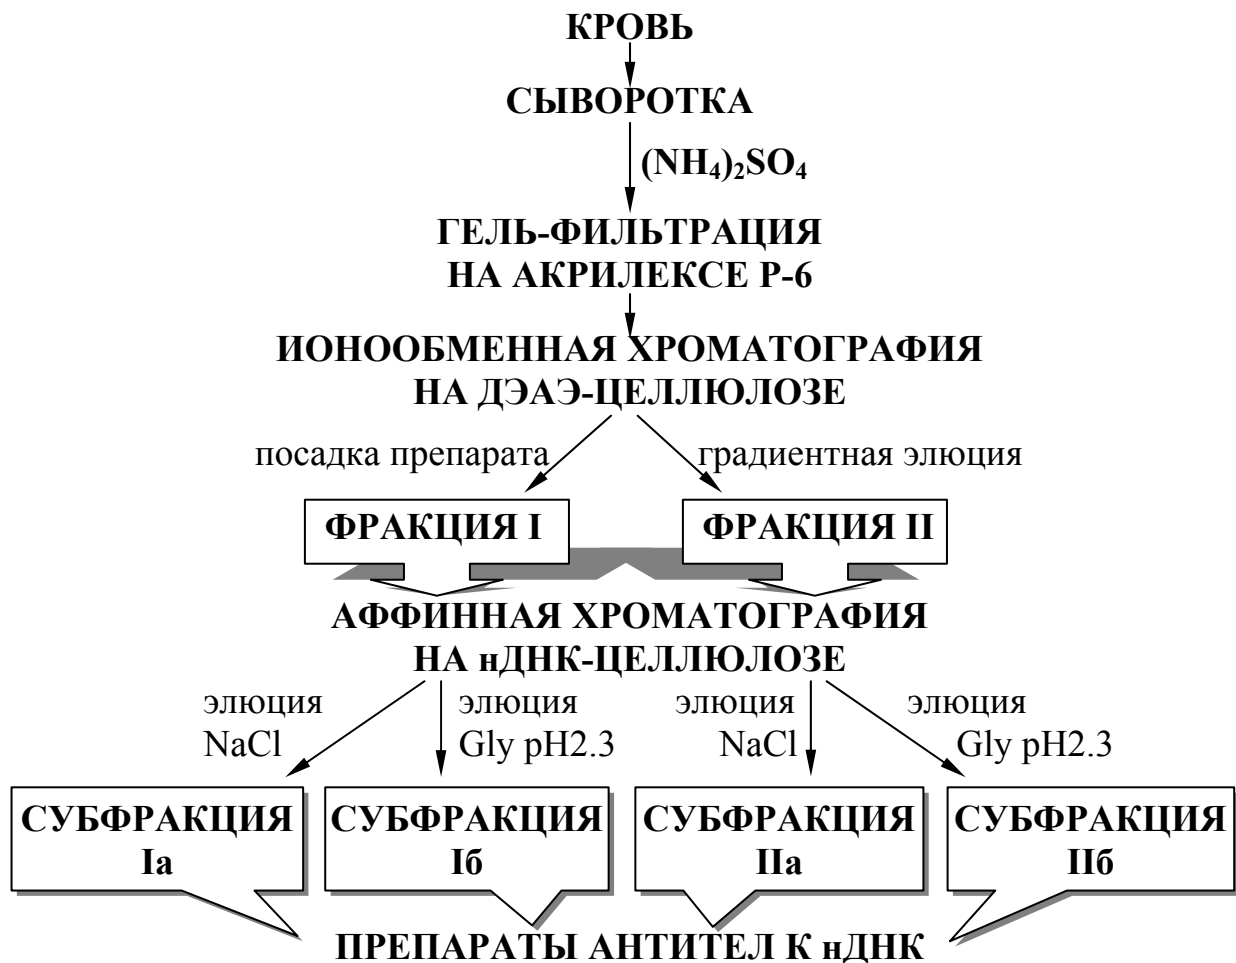 КРОВЬ
СЫВОРОТКА
(NH₄)₂SO₄
ГЕЛЬ-ФИЛЬТРАЦИЯ
НА АКРИЛЕКСЕ P-6
ИОНООБМЕННАЯ ХРОМАТОГРАФИЯ
НА ДЭАЭ-ЦЕЛЛЮЛОЗЕ
посадка препарата
градиентная элюция
ФРАКЦИЯ I
ФРАКЦИЯ II
АФФИННАЯ ХРОМАТОГРАФИЯ
НА нДНК-ЦЕЛЛЮЛОЗЕ
элюция
NaCl
элюция
Gly pH2.3
элюция
NaCl
элюция
Gly pH2.3
СУБФРАКЦИЯ
Iа
СУБФРАКЦИЯ
Iб
СУБФРАКЦИЯ
IIа
СУБФРАКЦИЯ
IIб
ПРЕПАРАТЫ АНТИТЕЛ К нДНК